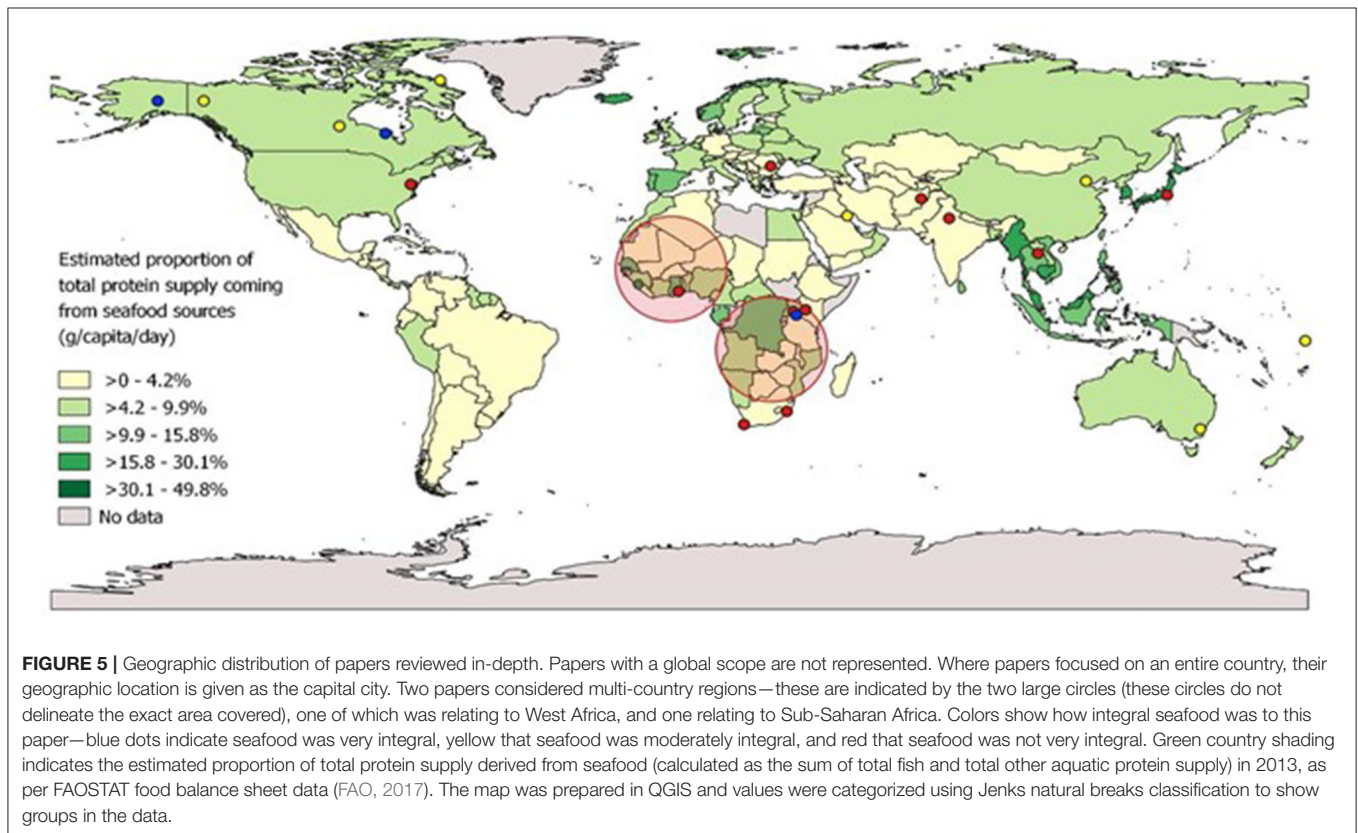 Estimated proportion of
total protein supply coming
from seafood sources
(g/capita/day)
>0 - 4.2%
>4.2 - 9.9%
>9.9 - 15.8%
>15.8 - 30.1%
>30.1 - 49.8%
No data
FIGURE 5 | Geographic distribution of papers reviewed in-depth. Papers with a global scope are not represented. Where papers focused on an entire country, their
geographic location is given as the capital city. Two papers considered multi-country regions—these are indicated by the two large circles (these circles do not
delineate the exact area covered), one of which was relating to West Africa, and one relating to Sub-Saharan Africa. Colors show how integral seafood was to this
paper—blue dots indicate seafood was very integral, yellow that seafood was moderately integral, and red that seafood was not very integral. Green country shading
indicates the estimated proportion of total protein supply derived from seafood (calculated as the sum of total fish and total other aquatic protein supply) in 2013, as
per FAOSTAT food balance sheet data (FAO, 2017). The map was prepared in QGIS and values were categorized using Jenks natural breaks classification to show
groups in the data.